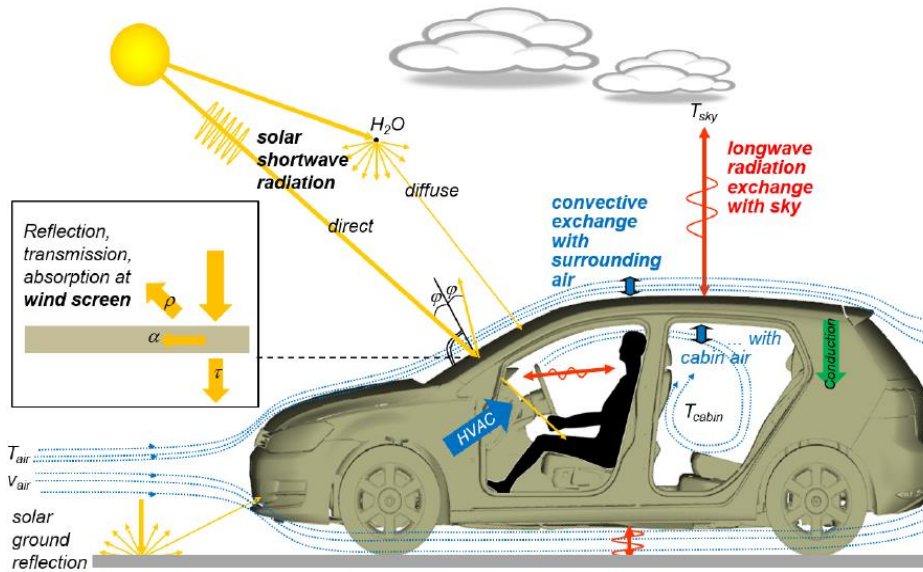 H2O
solar
shortwave
radiation
diffuse
direct
Tsky
longwave
radiation
exchange
with sky
convective
exchange
with
surrounding
air
Reflection,
transmission,
absorption at
wind screen
ρ
α
τ
φ
φ
with
cabin air
Conduction
Tcabin
HVAC
Tair
vair
solar
ground
reflection